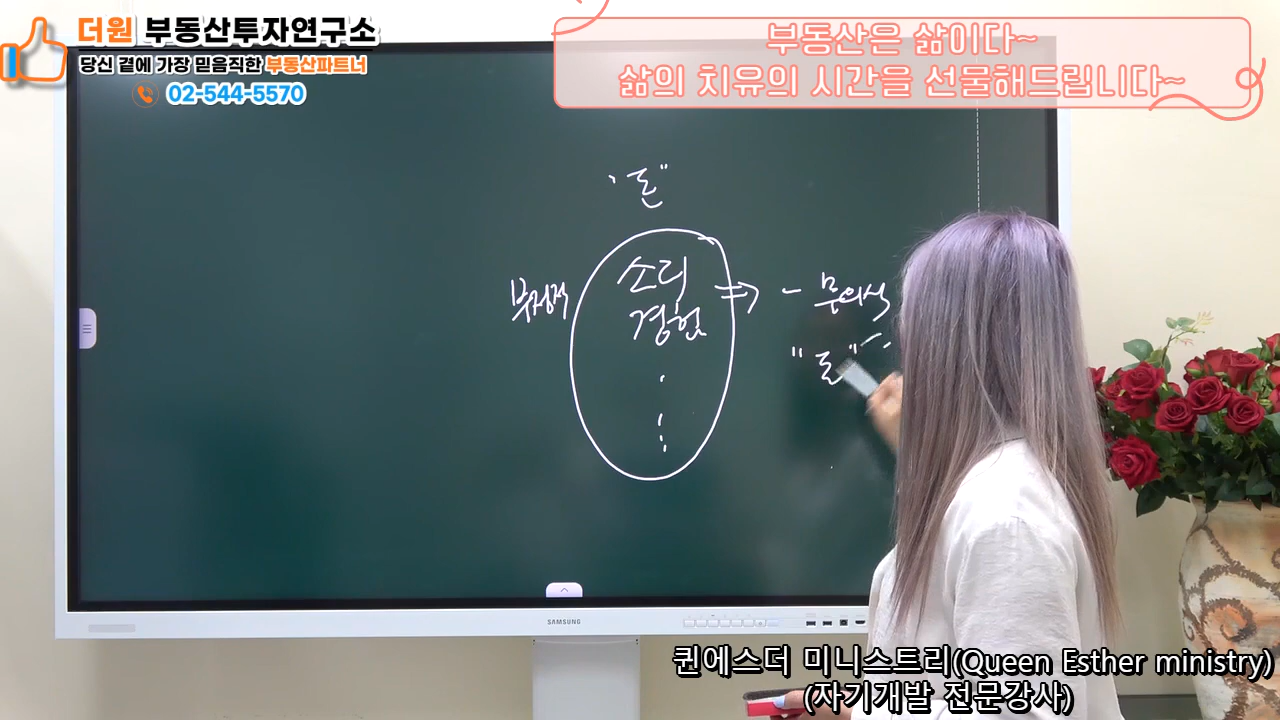 더원 부동산투자연구소
당신 곁에 가장 믿음직한 부동산파트너
02-544-5570
부동산은 삶이다~
삶의 치유의 시간을 선물해드립니다~
"돈"
부정적
소리
경험
⇒ - 무의식
"돈"
SAMSUNG
퀸에스더 미니스트리(Queen Esther ministry)
(자기개발 전문강사)